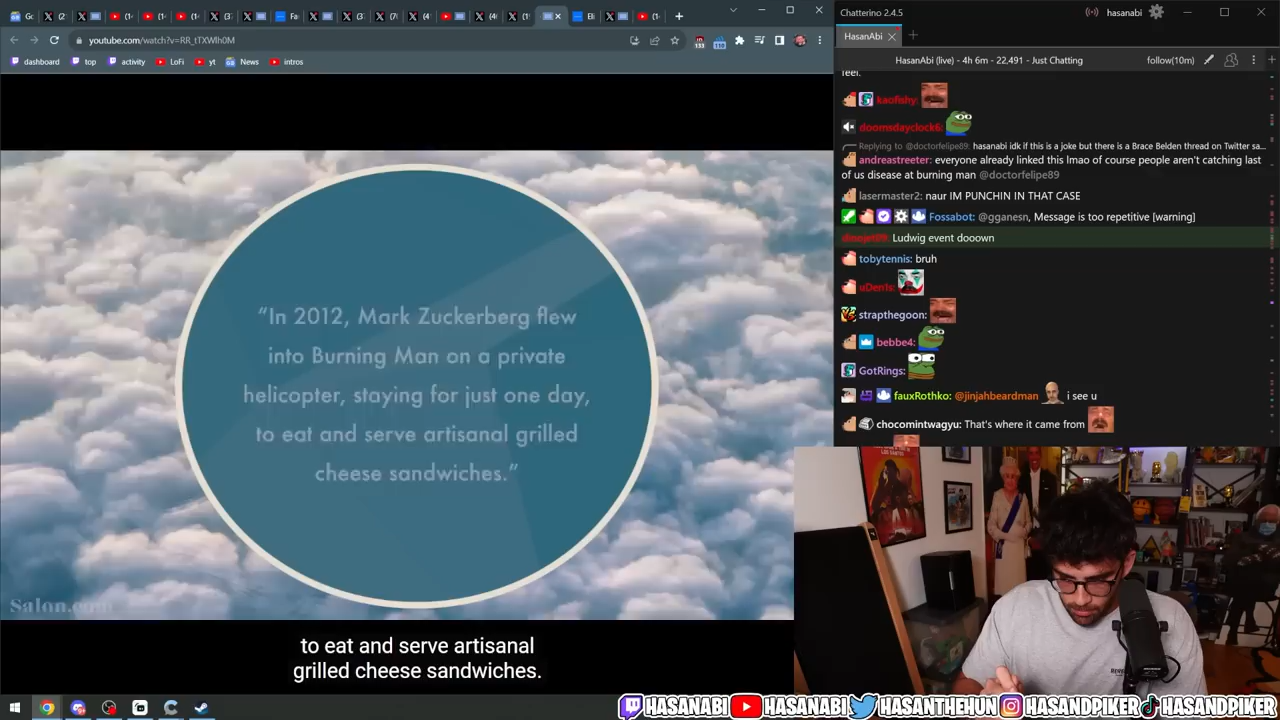 youtube.com/watch?v=RR_tTXWlh0M
dashboard
top
activity
LoFi
yt
News
intros
“In 2012, Mark Zuckerberg flew
into Burning Man on a private
helicopter, staying for just one day,
to eat and serve artisanal grilled
cheese sandwiches.”
Salon.com
to eat and serve artisanal
grilled cheese sandwiches.
Chatterino 2.4.5
hasanabi
HasanAbi
HasanAbi (live) - 4h 6m - 22,491 - Just Chatting
follow(10m)
feel.
kaofishy:
doomsdayclock6:
Replying to @doctorfelipe89: hasanabi idk if this is a joke but there is a Brace Belden thread on Twitter sa...
andreastreeter: everyone already linked this lmao of course people aren't catching last
of us disease at burning man @doctorfelipe89
lasermaster2: naur IM PUNCHIN IN THAT CASE
Fossabot: @gganesn, Message is too repetitive [warning]
Ludwig event dooown
tobytennis: bruh
uDen1s:
strapthegoon:
bebbe4:
GotRings:
fauxRothko: @jinjahbeardman i see u
chocomintwagyu: That's where it came from
HASANABI HASANABI HASANTHEHUN HASANDPIKER HASANDPIKER